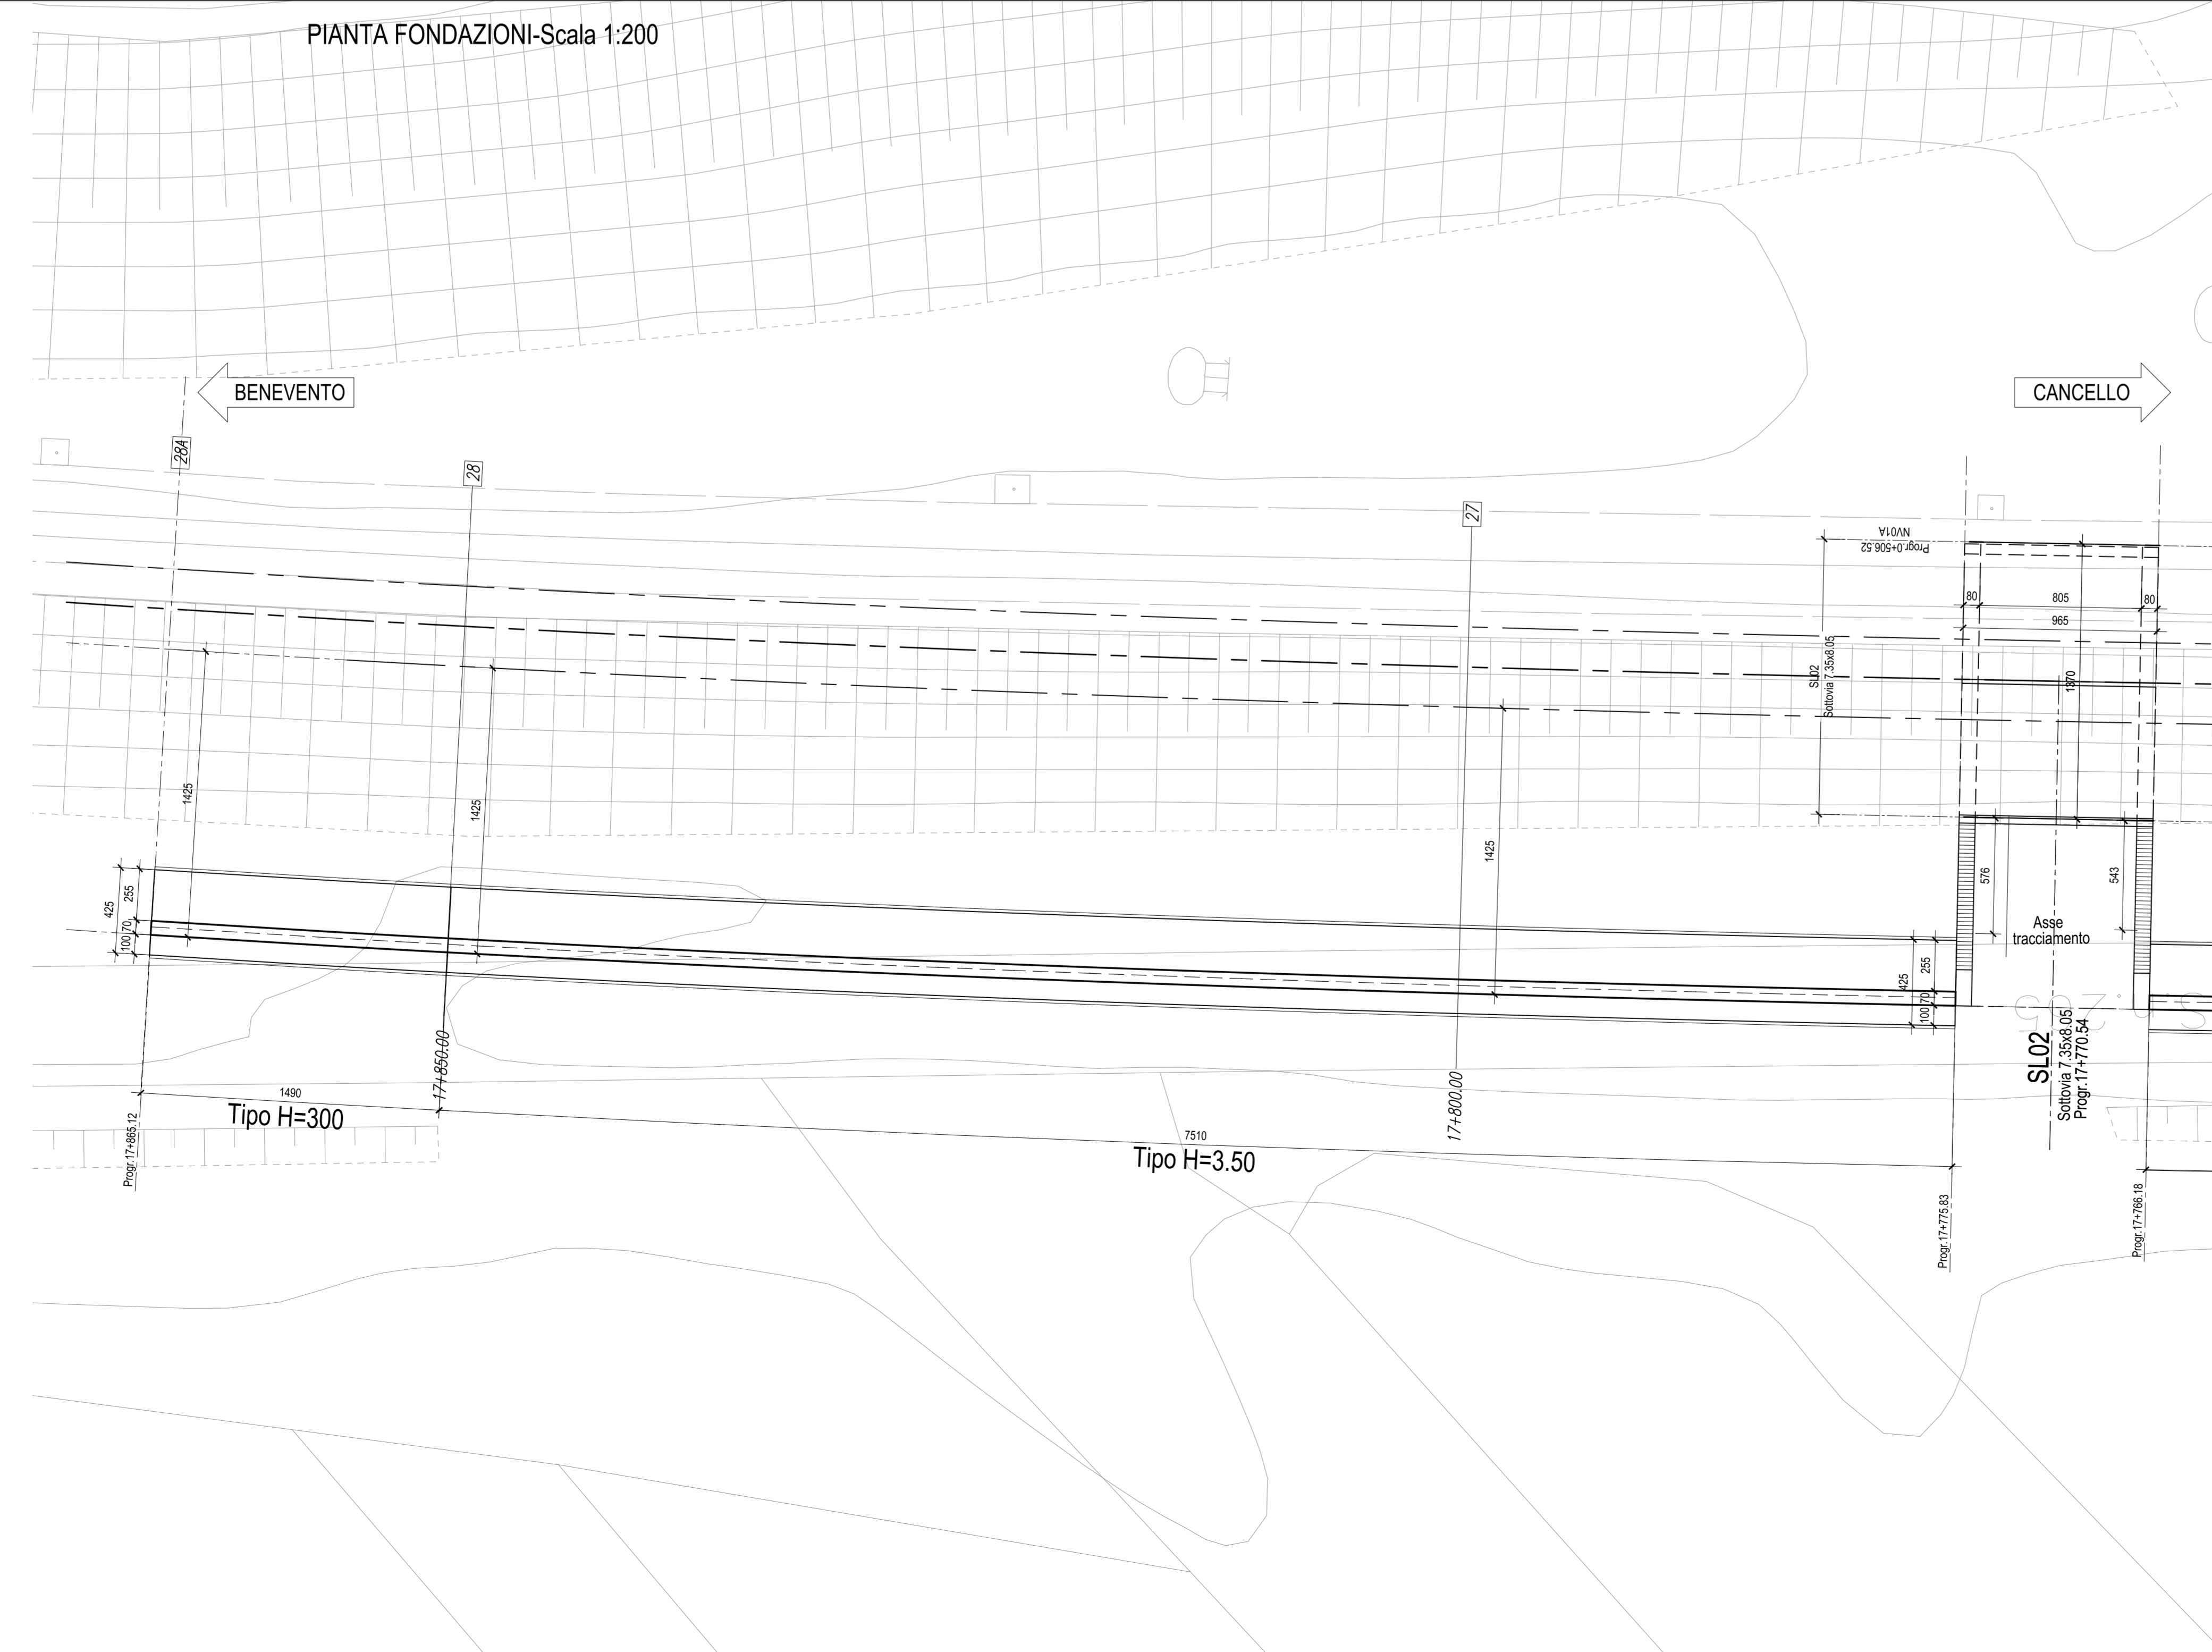 PIANTA FONDAZIONI-Scala 1:200
BENEVENTO
CANCELLO
28A
28
27
NV01A
Progr.0+506.52
80
805
80
965
SL02
Sottovia 7.35x8.05
1370
1425
1425
1425
576
543
Asse
tracciamento
425
255
70
100
425
255
70
100
17+850.00
17+800.00
SL02
Sottovia 7.35x8.05
Progr.17+770.54
1490
Tipo H=300
7510
Tipo H=3.50
Progr.17+865.12
Progr.17+775.83
Progr.17+766.18